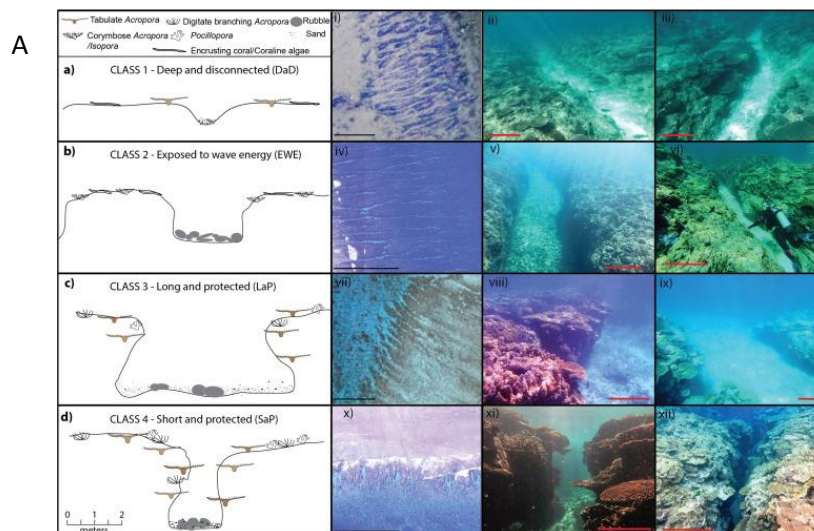 A
Tabulate Acropora
Digitate branching Acropora
Rubble
Corymbose Acropora
/Isopora
Pocillopora
Sand
Encrusting coral/Coraline algae
a) CLASS 1 - Deep and disconnected (DaD)
b) CLASS 2 - Exposed to wave energy (EWE)
c) CLASS 3 - Long and protected (LaP)
d) CLASS 4 - Short and protected (SaP)
0 1 2
meters
i)
ii)
iii)
iv)
v)
vi)
vii)
viii)
ix)
x)
xi)
xii)